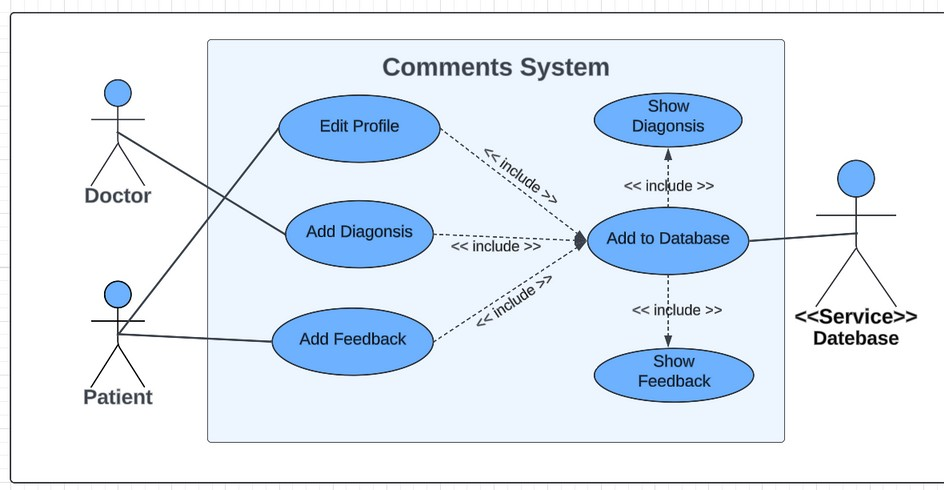 Comments System
Doctor
Patient
Edit Profile
Add Diagonsis
Add Feedback
<< include >>
<< include >>
<< include >>
Show
Diagonsis
<< include >>
Add to Database
<< include >>
Show
Feedback
<<Service>>
Datebase